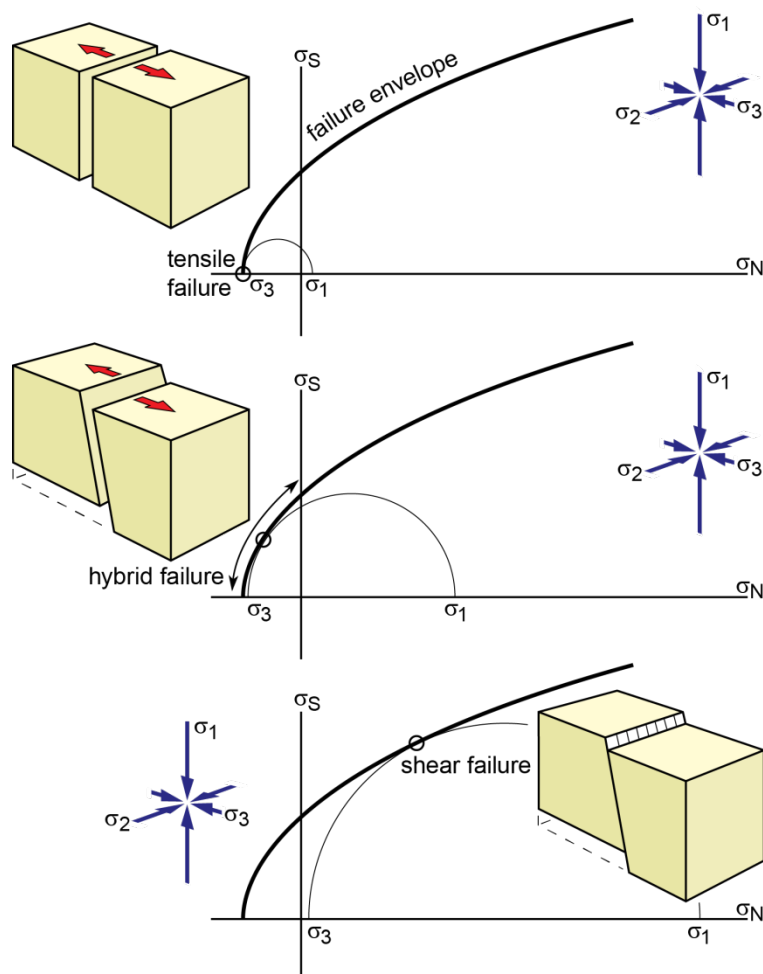 σS
failure envelope
σ1
σ2
σ3
tensile
failure
σ3
σ1
σN
σS
σ1
σ2
σ3
hybrid failure
σ3
σ1
σN
σS
σ1
σ2
σ3
shear failure
σN
σ3
σ1